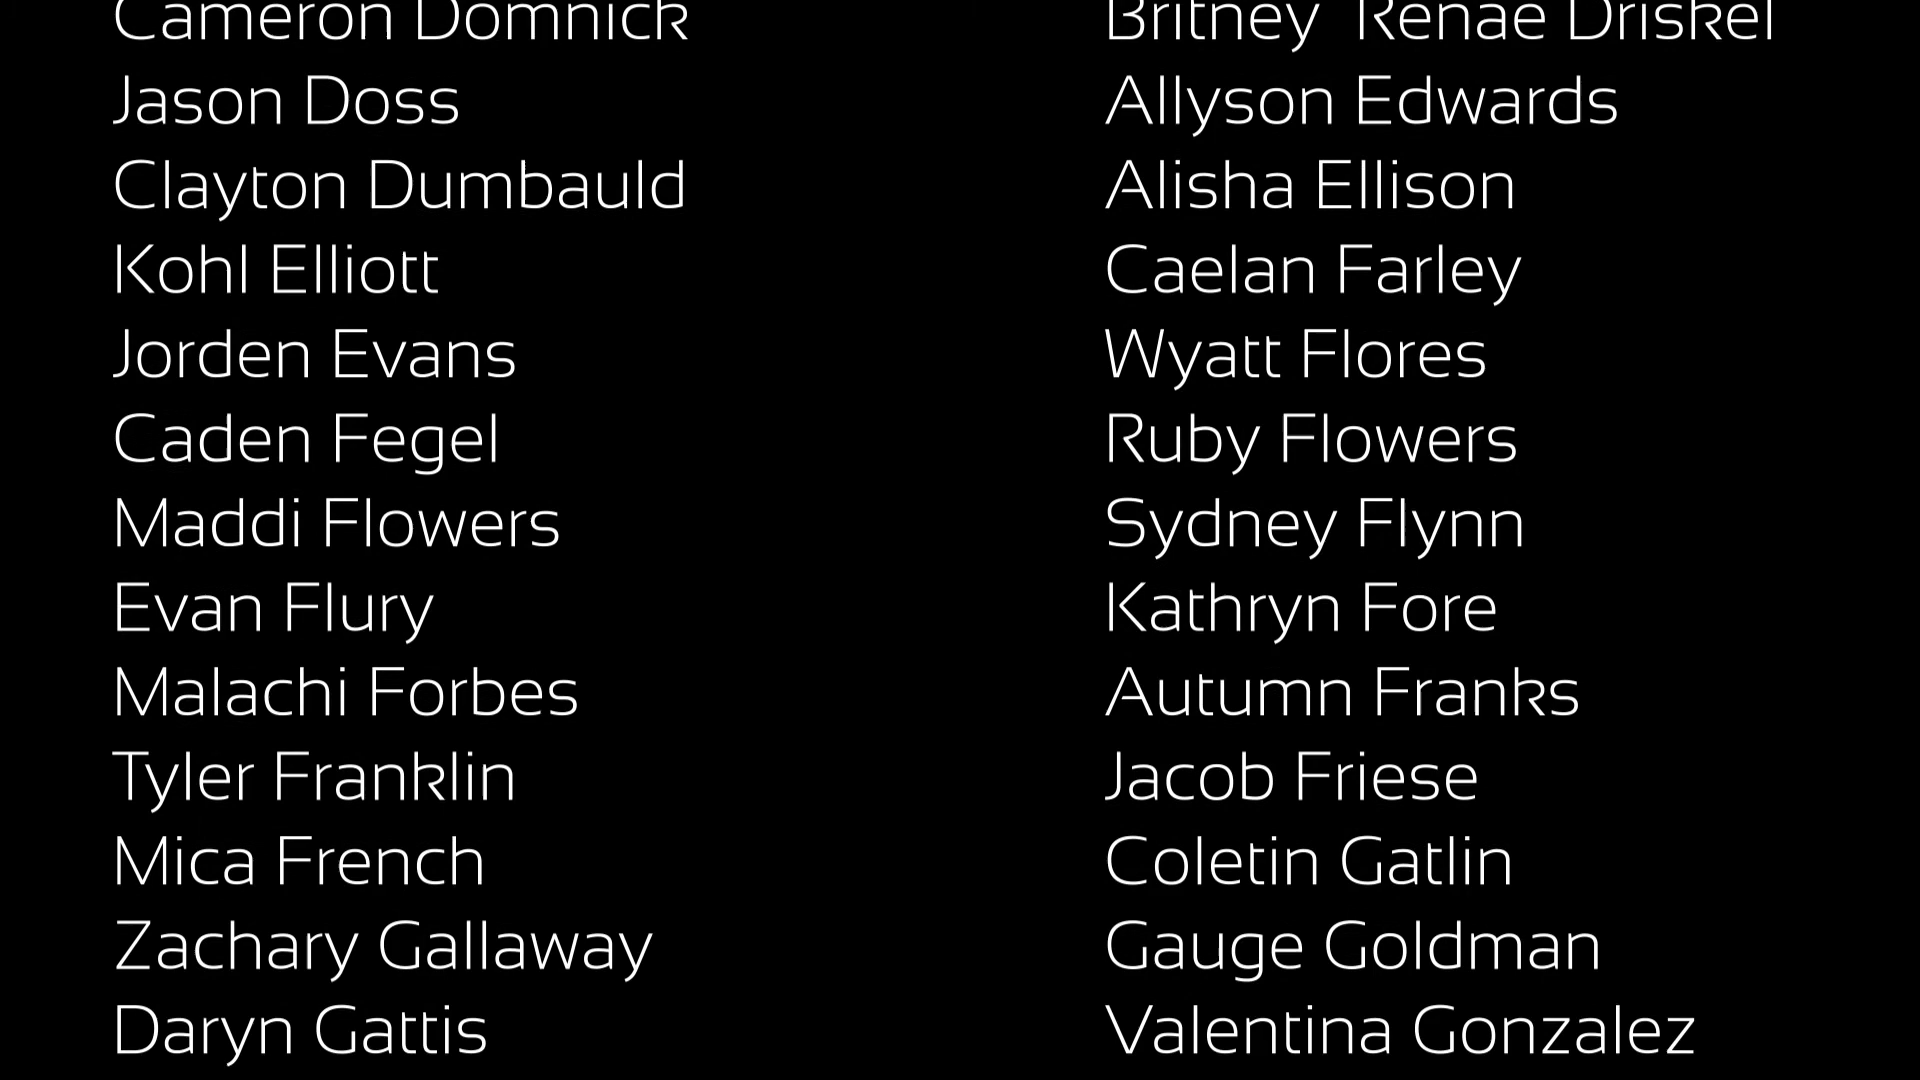 Cameron Domnick
Jason Doss
Clayton Dumbauld
Kohl Elliott
Jorden Evans
Caden Fegel
Maddi Flowers
Evan Flury
Malachi Forbes
Tyler Franklin
Mica French
Zachary Gallaway
Daryn Gattis
Britney Renae Driskel
Allyson Edwards
Alisha Ellison
Caelan Farley
Wyatt Flores
Ruby Flowers
Sydney Flynn
Kathryn Fore
Autumn Franks
Jacob Friese
Coletin Gatlin
Gauge Goldman
Valentina Gonzalez